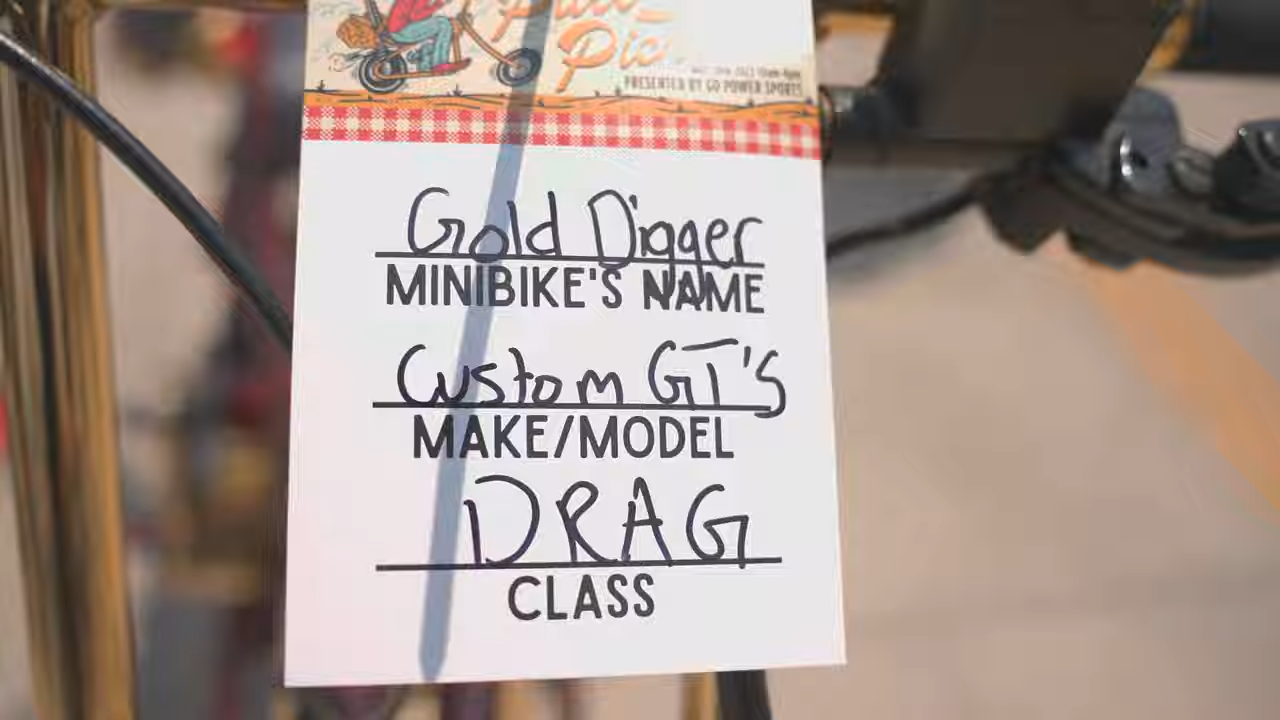 PRESENTED BY GO POWER SPORTS
Gold Digger
MINIBIKE'S NAME
Custom GT'S
MAKE/MODEL
DRAG
CLASS